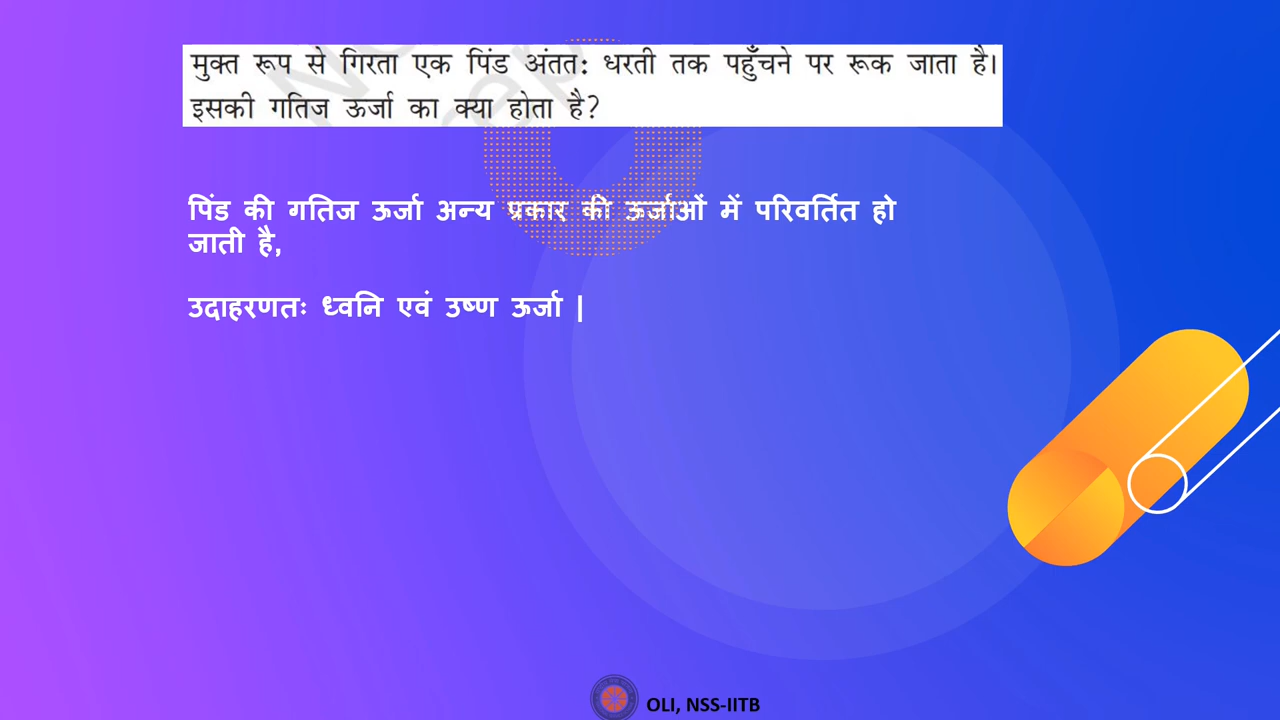 मुक्त रूप से गिरता एक पिंड अंतत: धरती तक पहुँचने पर रूक जाता है।
इसकी गतिज ऊर्जा का क्या होता है?
पिंड की गतिज ऊर्जा अन्य प्रकार की ऊर्जाओं में परिवर्तित हो
जाती है,
उदाहरणतः ध्वनि एवं उष्ण ऊर्जा |
OLI, NSS-IITB